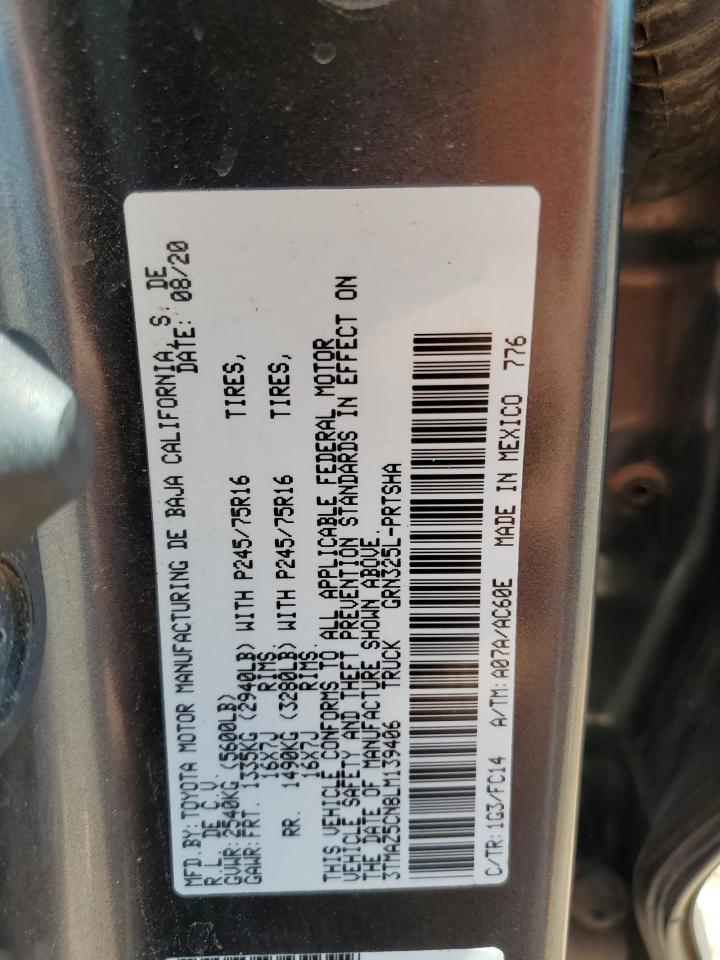 MFD.BY:TOYOTA MOTOR MANUFACTURING DE BAJA CALIFORNIA, S. DE
R.L. DE C.V. DATE: 08/20
GVWR:2540KG (5600LB)
GAWR:FRT. 1335KG (2940LB) WITH P245/75R16 TIRES,
16X7J RIMS
RR. 1490KG (3280LB) WITH P245/75R16 TIRES,
16X7J RIMS
THIS VEHICLE CONFORMS TO ALL APPLICABLE FEDERAL MOTOR
VEHICLE SAFETY AND THEFT PREVENTION STANDARDS IN EFFECT ON
THE DATE OF MANUFACTURE SHOWN ABOVE.
3TMAZ5CN8LM139406 TRUCK GRN325L-PRTSHA
C/TR:1G3/FC14 A/TM:A07A/AC60E MADE IN MEXICO 776